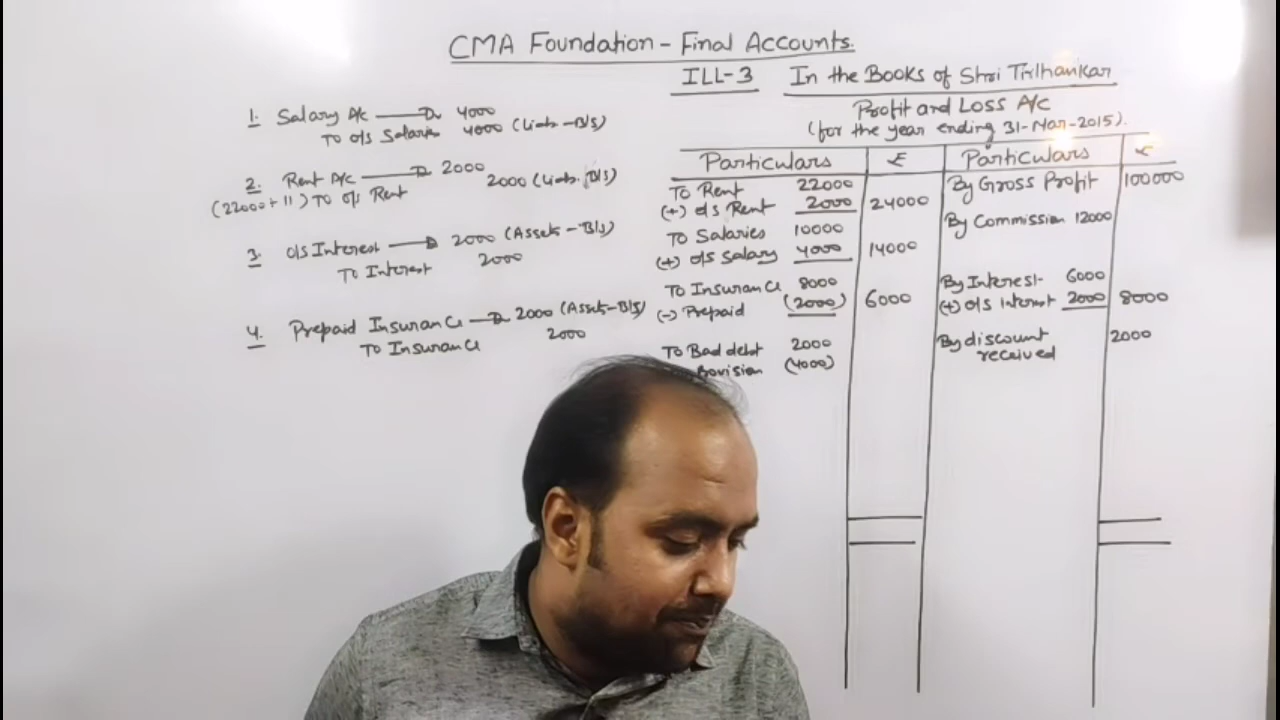 CMA Foundation - Final Accounts.
ILL-3 In the Books of Shri Tirthankar
Profit and Loss A/c
(for the year ending 31-Mar-2015).
1. Salary A/c → Dr 4000
To o/s Salaries 4000 (Liab-B/S)
2. Rent A/c → Dr 2000
(22000+11) To o/s Rent 2000 (Liab. B/S)
3. o/s Interest → Dr 2000 (Assets-B/S)
To Interest 2000
4. Prepaid Insurance → Dr 2000 (Assets-B/S)
To Insurance 2000
Particulars ₹ Particulars ₹
To Rent 22000
(+) o/s Rent 2000 24000
To Salaries 10000
(+) o/s Salary 4000 14000
To Insurance 8000
(-) Prepaid (2000) 6000
To Bad debt 2000
Provision (4000)
By Gross Profit 100000
By Commission 12000
By Interest- 6000
(+) o/s Interest 2000 8000
By discount 2000
received